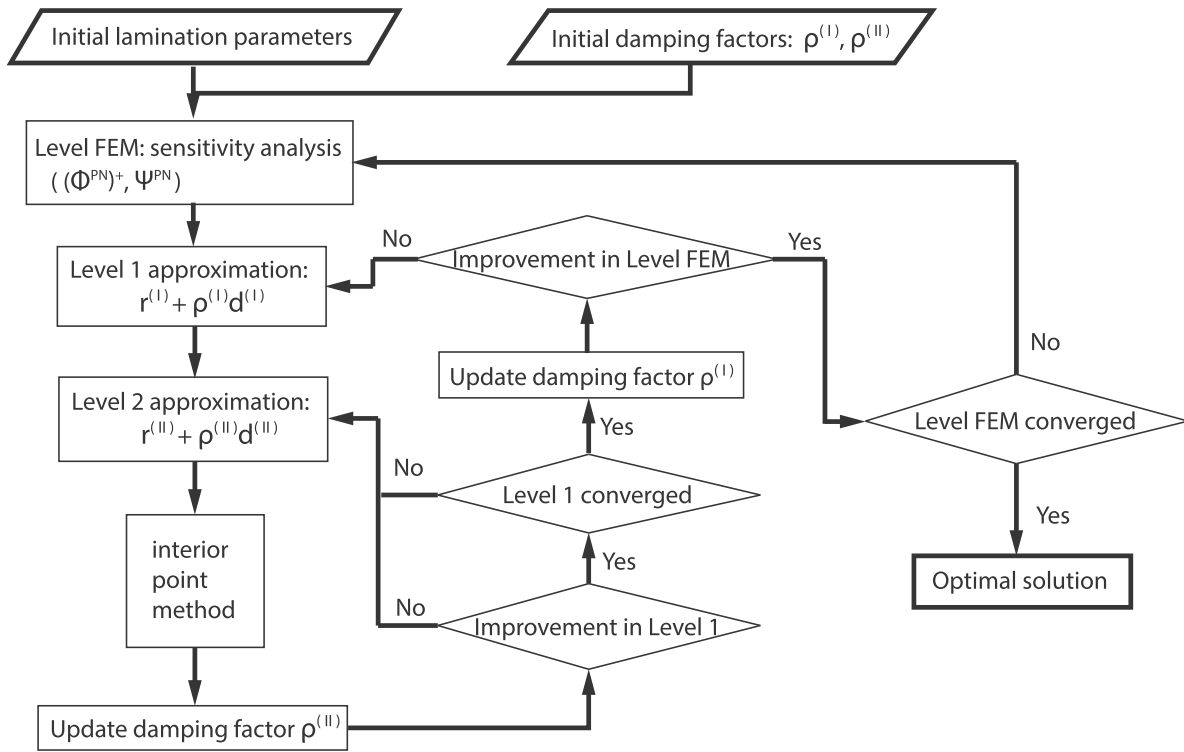 Initial lamination parameters
Initial damping factors: ρ⁽ᴵ⁾, ρ⁽ᴵᴵ⁾
Level FEM: sensitivity analysis
( (Φᴾᴺ)⁺, Ψᴾᴺ )
Level 1 approximation:
r⁽ᴵ⁾ + ρ⁽ᴵ⁾d⁽ᴵ⁾
No
Improvement in Level FEM
Yes
Update damping factor ρ⁽ᴵ⁾
No
Level 2 approximation:
r⁽ᴵᴵ⁾ + ρ⁽ᴵᴵ⁾d⁽ᴵᴵ⁾
Yes
Level FEM converged
No
Level 1 converged
Yes
interior
point
method
Yes
Optimal solution
No
Improvement in Level 1
Update damping factor ρ⁽ᴵᴵ⁾